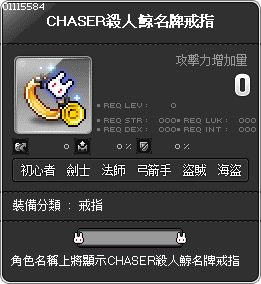 01115584
CHASER殺人鯨名牌戒指
攻擊力增加量
0
REQ LEV : 0
REQ STR : 000 REQ LUK : 000
REQ DEX : 000 REQ INT : 000
0 % 0 % 0 %
初心者 劍士 法師 弓箭手 盜賊 海盜
裝備分類 : 戒指
角色名稱上將顯示CHASER殺人鯨名牌戒指